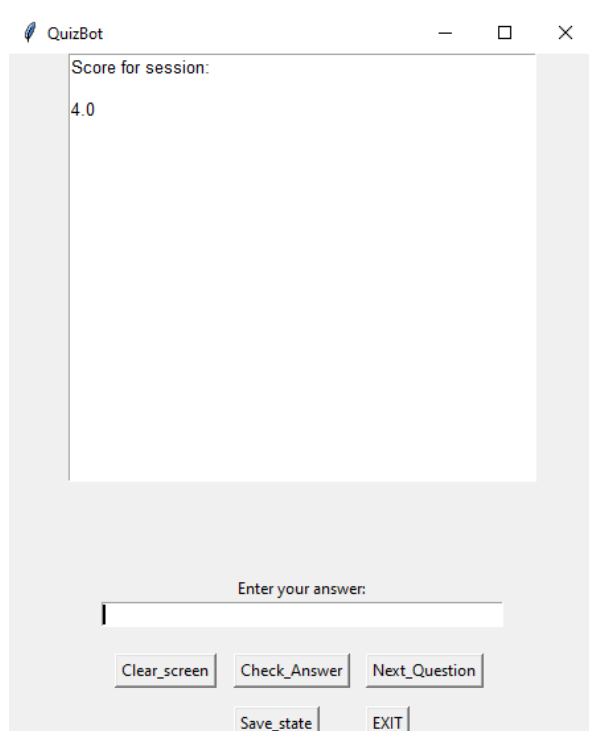 QuizBot
Score for session:
4.0
Enter your answer:
Clear_screen Check_Answer Next_Question
Save_state EXIT